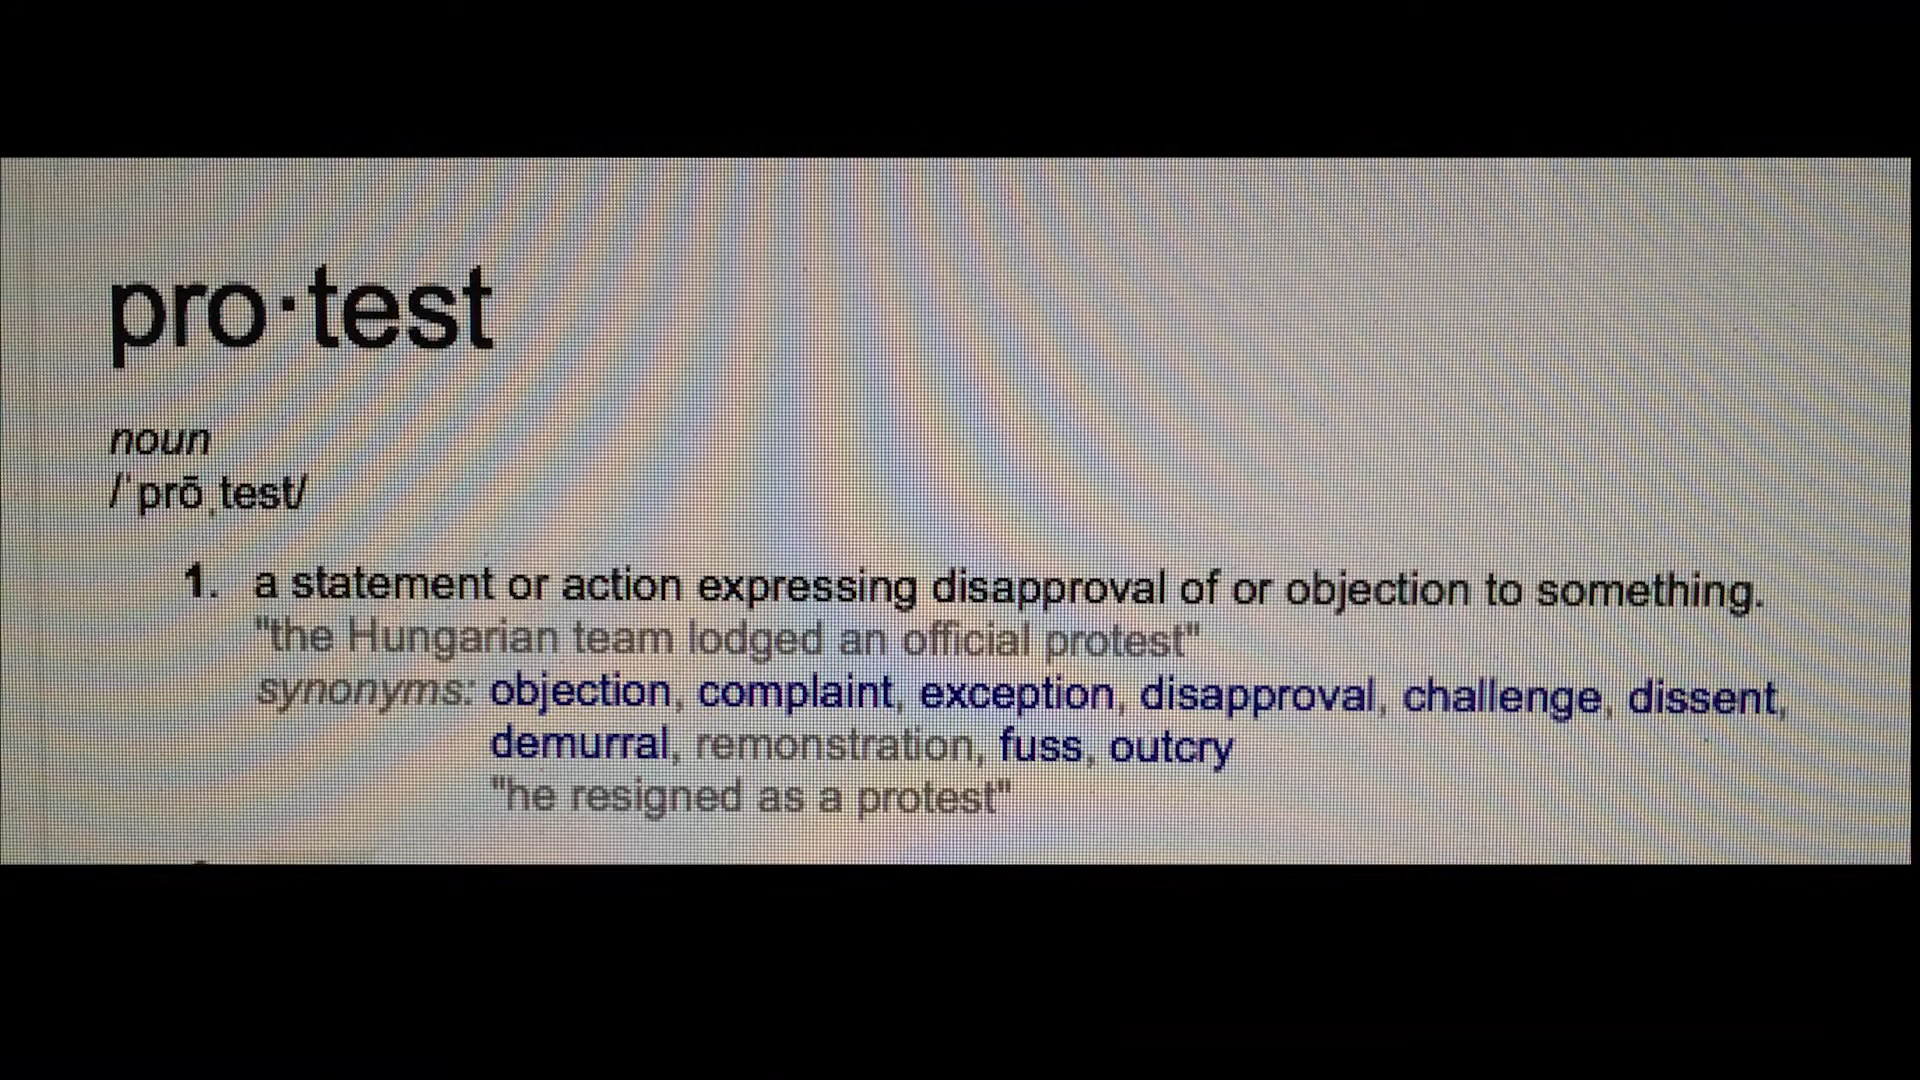 pro·test
noun
/ˈprōˌtest/
1. a statement or action expressing disapproval of or objection to something.
"the Hungarian team lodged an official protest"
synonyms: objection, complaint, exception, disapproval, challenge, dissent,
demurral, remonstration, fuss, outcry
"he resigned as a protest"